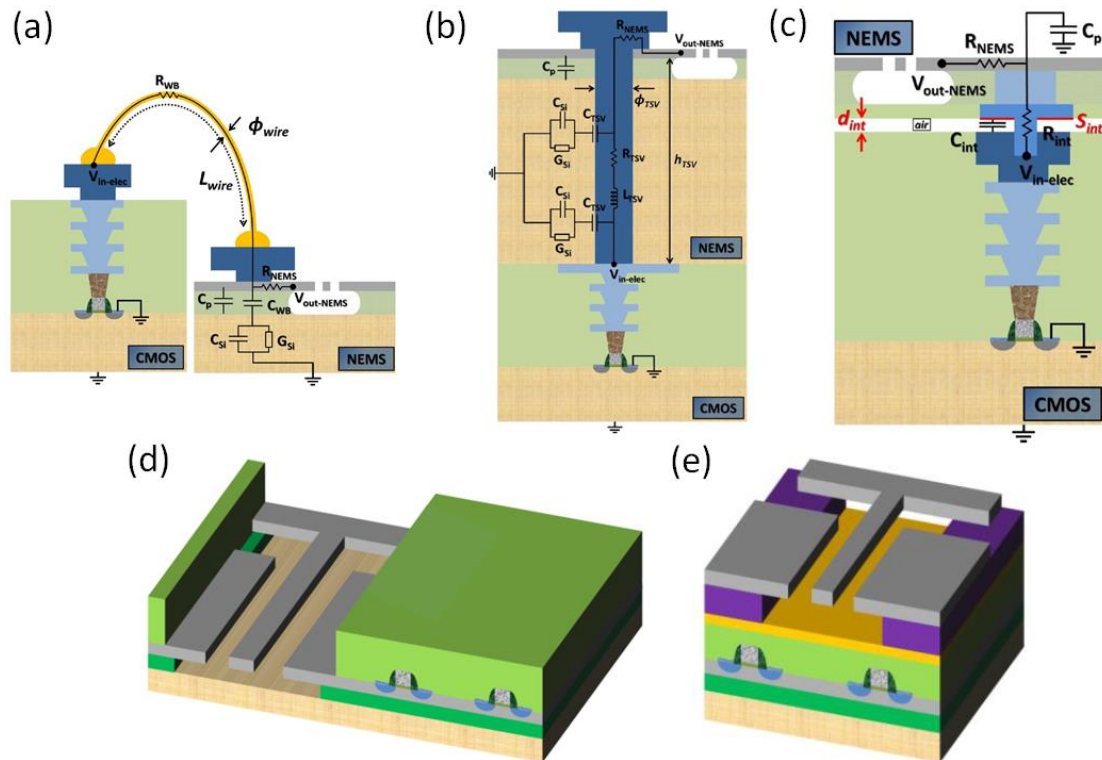 (a)
R_WB
ϕ_wire
L_wire
V_in-elec
R_NEMS
V_out-NEMS
C_p
C_WB
C_Si
G_Si
CMOS
NEMS
(b)
R_NEMS
V_out-NEMS
C_p
ϕ_TSV
C_Si
C_TSV
G_Si
R_TSV
h_TSV
C_Si
C_TSV
L_TSV
G_Si
NEMS
V_in-elec
CMOS
(c)
C_p
NEMS
R_NEMS
V_out-NEMS
d_int
air
S_int
C_int
R_int
V_in-elec
CMOS
(d)
(e)